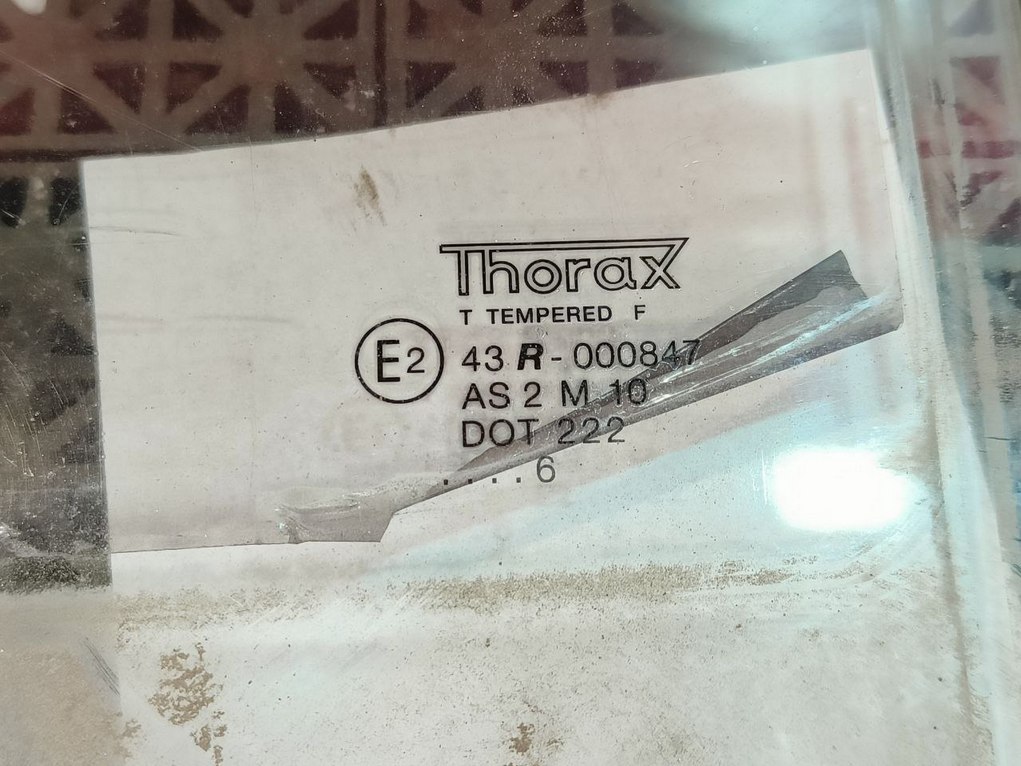 Thorax
T TEMPERED F
E2 43 R - 000847
AS 2 M 10
DOT 222
....6